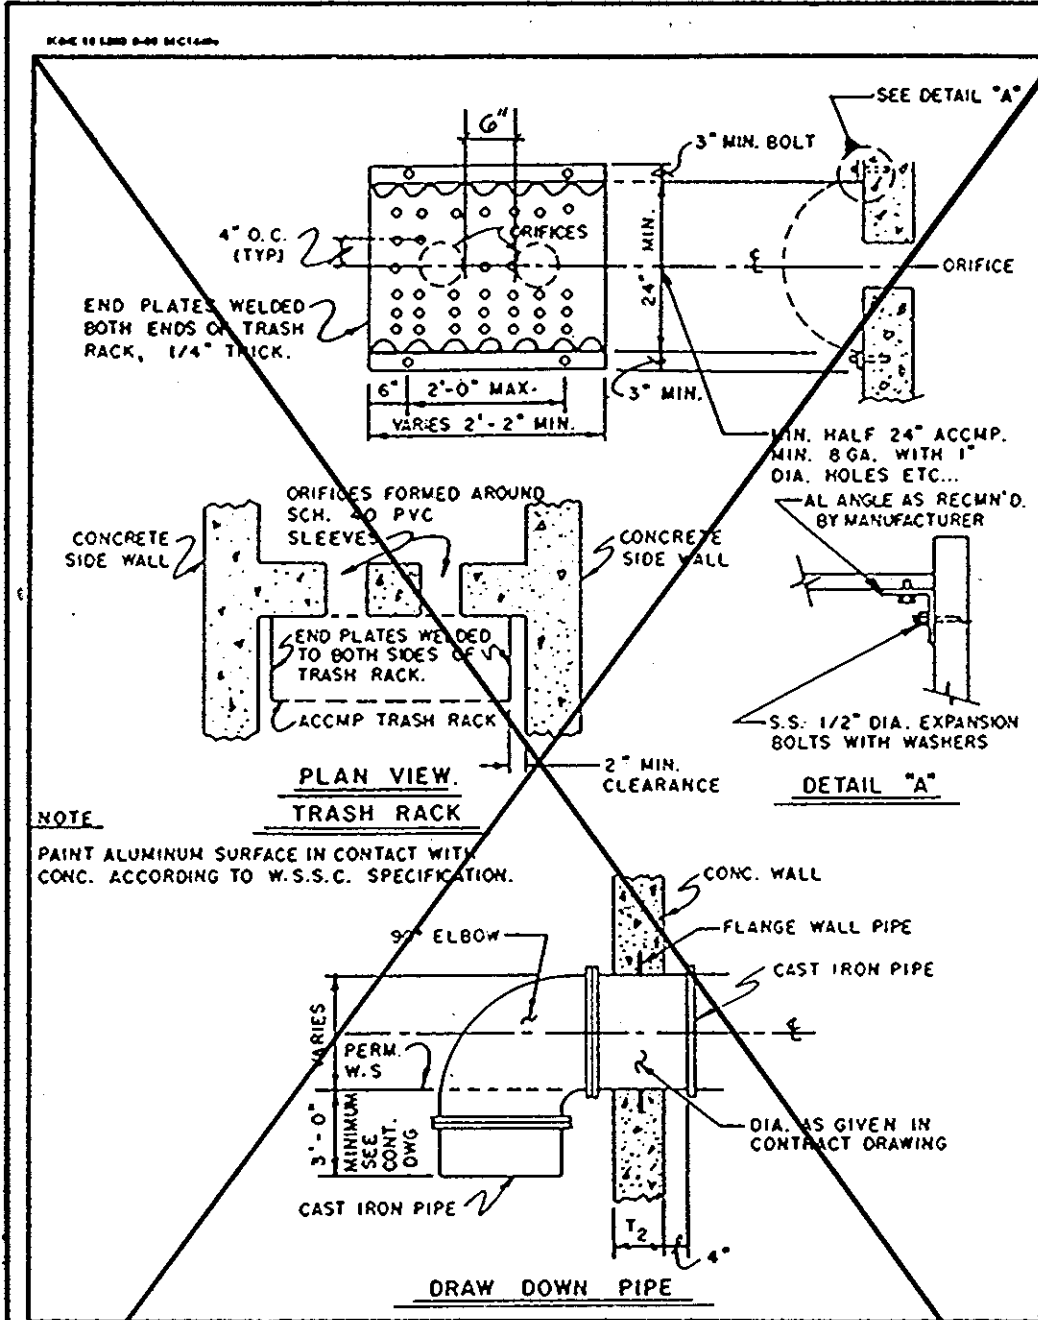 SEE DETAIL "A"
6"
3" MIN. BOLT
4" O.C.
(TYP)
ORIFICES
24" MIN.
℄
ORIFICE
END PLATES WELDED
BOTH ENDS OF TRASH
RACK, 1/4" THICK.
6"
2'-0" MAX.
3" MIN.
VARIES 2'-2" MIN.
MIN. HALF 24" ACCMP.
MIN. 8 GA. WITH 1"
DIA. HOLES ETC...
ORIFICES FORMED AROUND
SCH. 40 PVC
SLEEVES
CONCRETE
SIDE WALL
CONCRETE
SIDE WALL
AL ANGLE AS RECMN'D.
BY MANUFACTURER
END PLATES WELDED
TO BOTH SIDES OF
TRASH RACK.
ACCMP TRASH RACK
S.S. 1/2" DIA. EXPANSION
BOLTS WITH WASHERS
2" MIN.
CLEARANCE
PLAN VIEW.
TRASH RACK
DETAIL "A"
NOTE
PAINT ALUMINUM SURFACE IN CONTACT WITH
CONC. ACCORDING TO W.S.S.C. SPECIFICATION.
CONC. WALL
90° ELBOW
FLANGE WALL PIPE
CAST IRON PIPE
VARIES
℄
PERM.
W.S
3'-0"
MINIMUM
SEE
CONT.
DWG
DIA. AS GIVEN IN
CONTRACT DRAWING
CAST IRON PIPE
T2
4"
DRAW DOWN PIPE